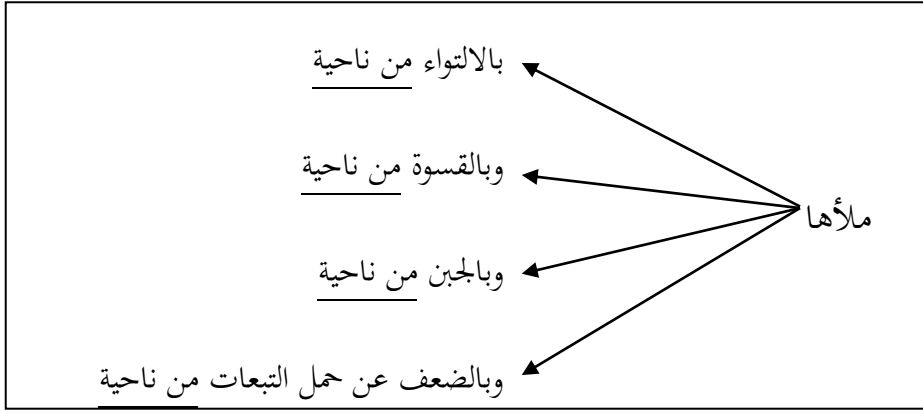 بالالتواء من ناحية
وبالقسوة من ناحية
ملأها
وبالجبن من ناحية
وبالضعف عن حمل التبعات من ناحية